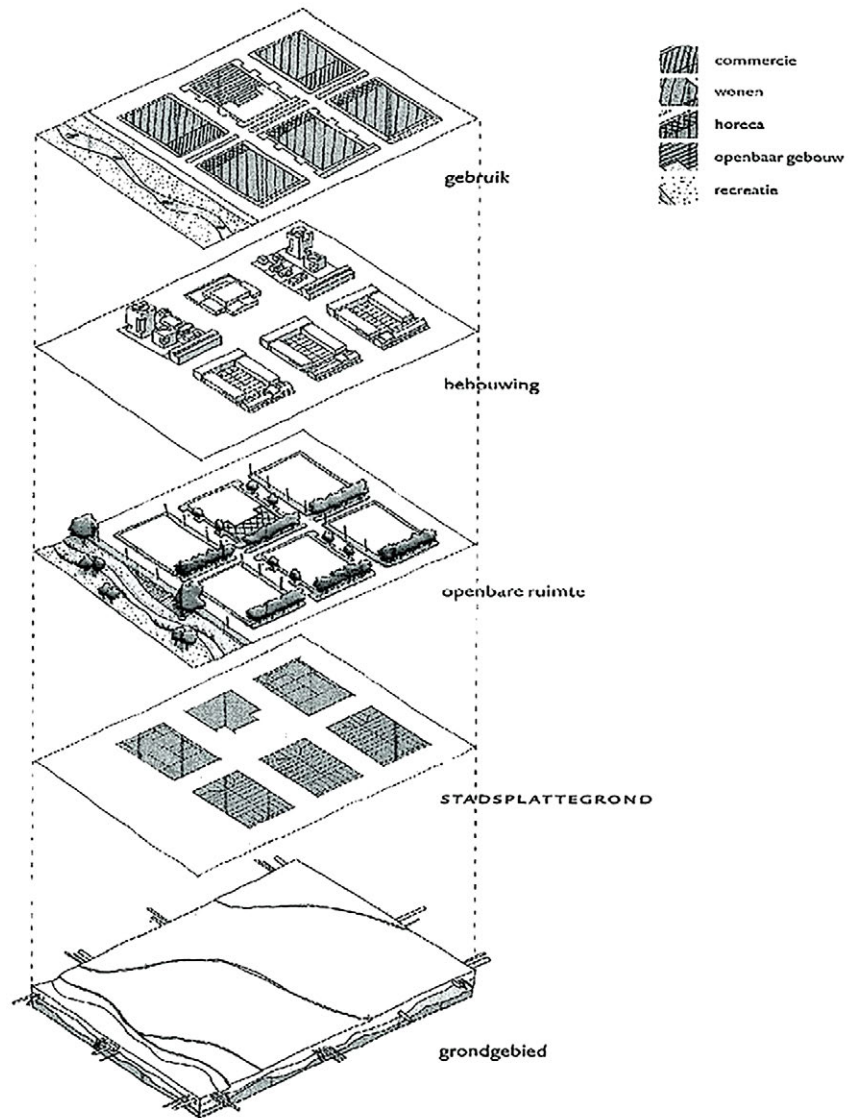 commercie
wonen
horeca
openbaar gebouw
recreatie
gebruik
bebouwing
openbare ruimte
STADSPLATTEGROND
grondgebied